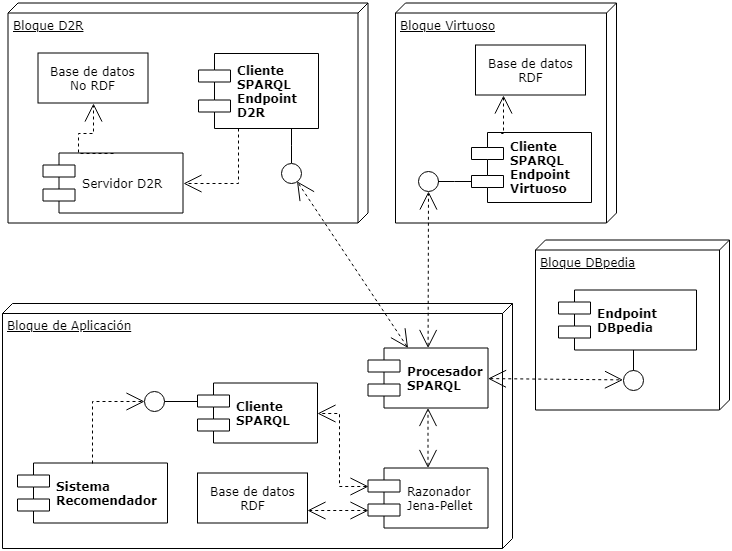 Bloque D2R
Base de datos
No RDF
Cliente
SPARQL
Endpoint
D2R
Servidor D2R
Bloque Virtuoso
Base de datos
RDF
Cliente
SPARQL
Endpoint
Virtuoso
Bloque DBpedia
Endpoint
DBpedia
Bloque de Aplicación
Procesador
SPARQL
Cliente
SPARQL
Sistema
Recomendador
Base de datos
RDF
Razonador
Jena-Pellet